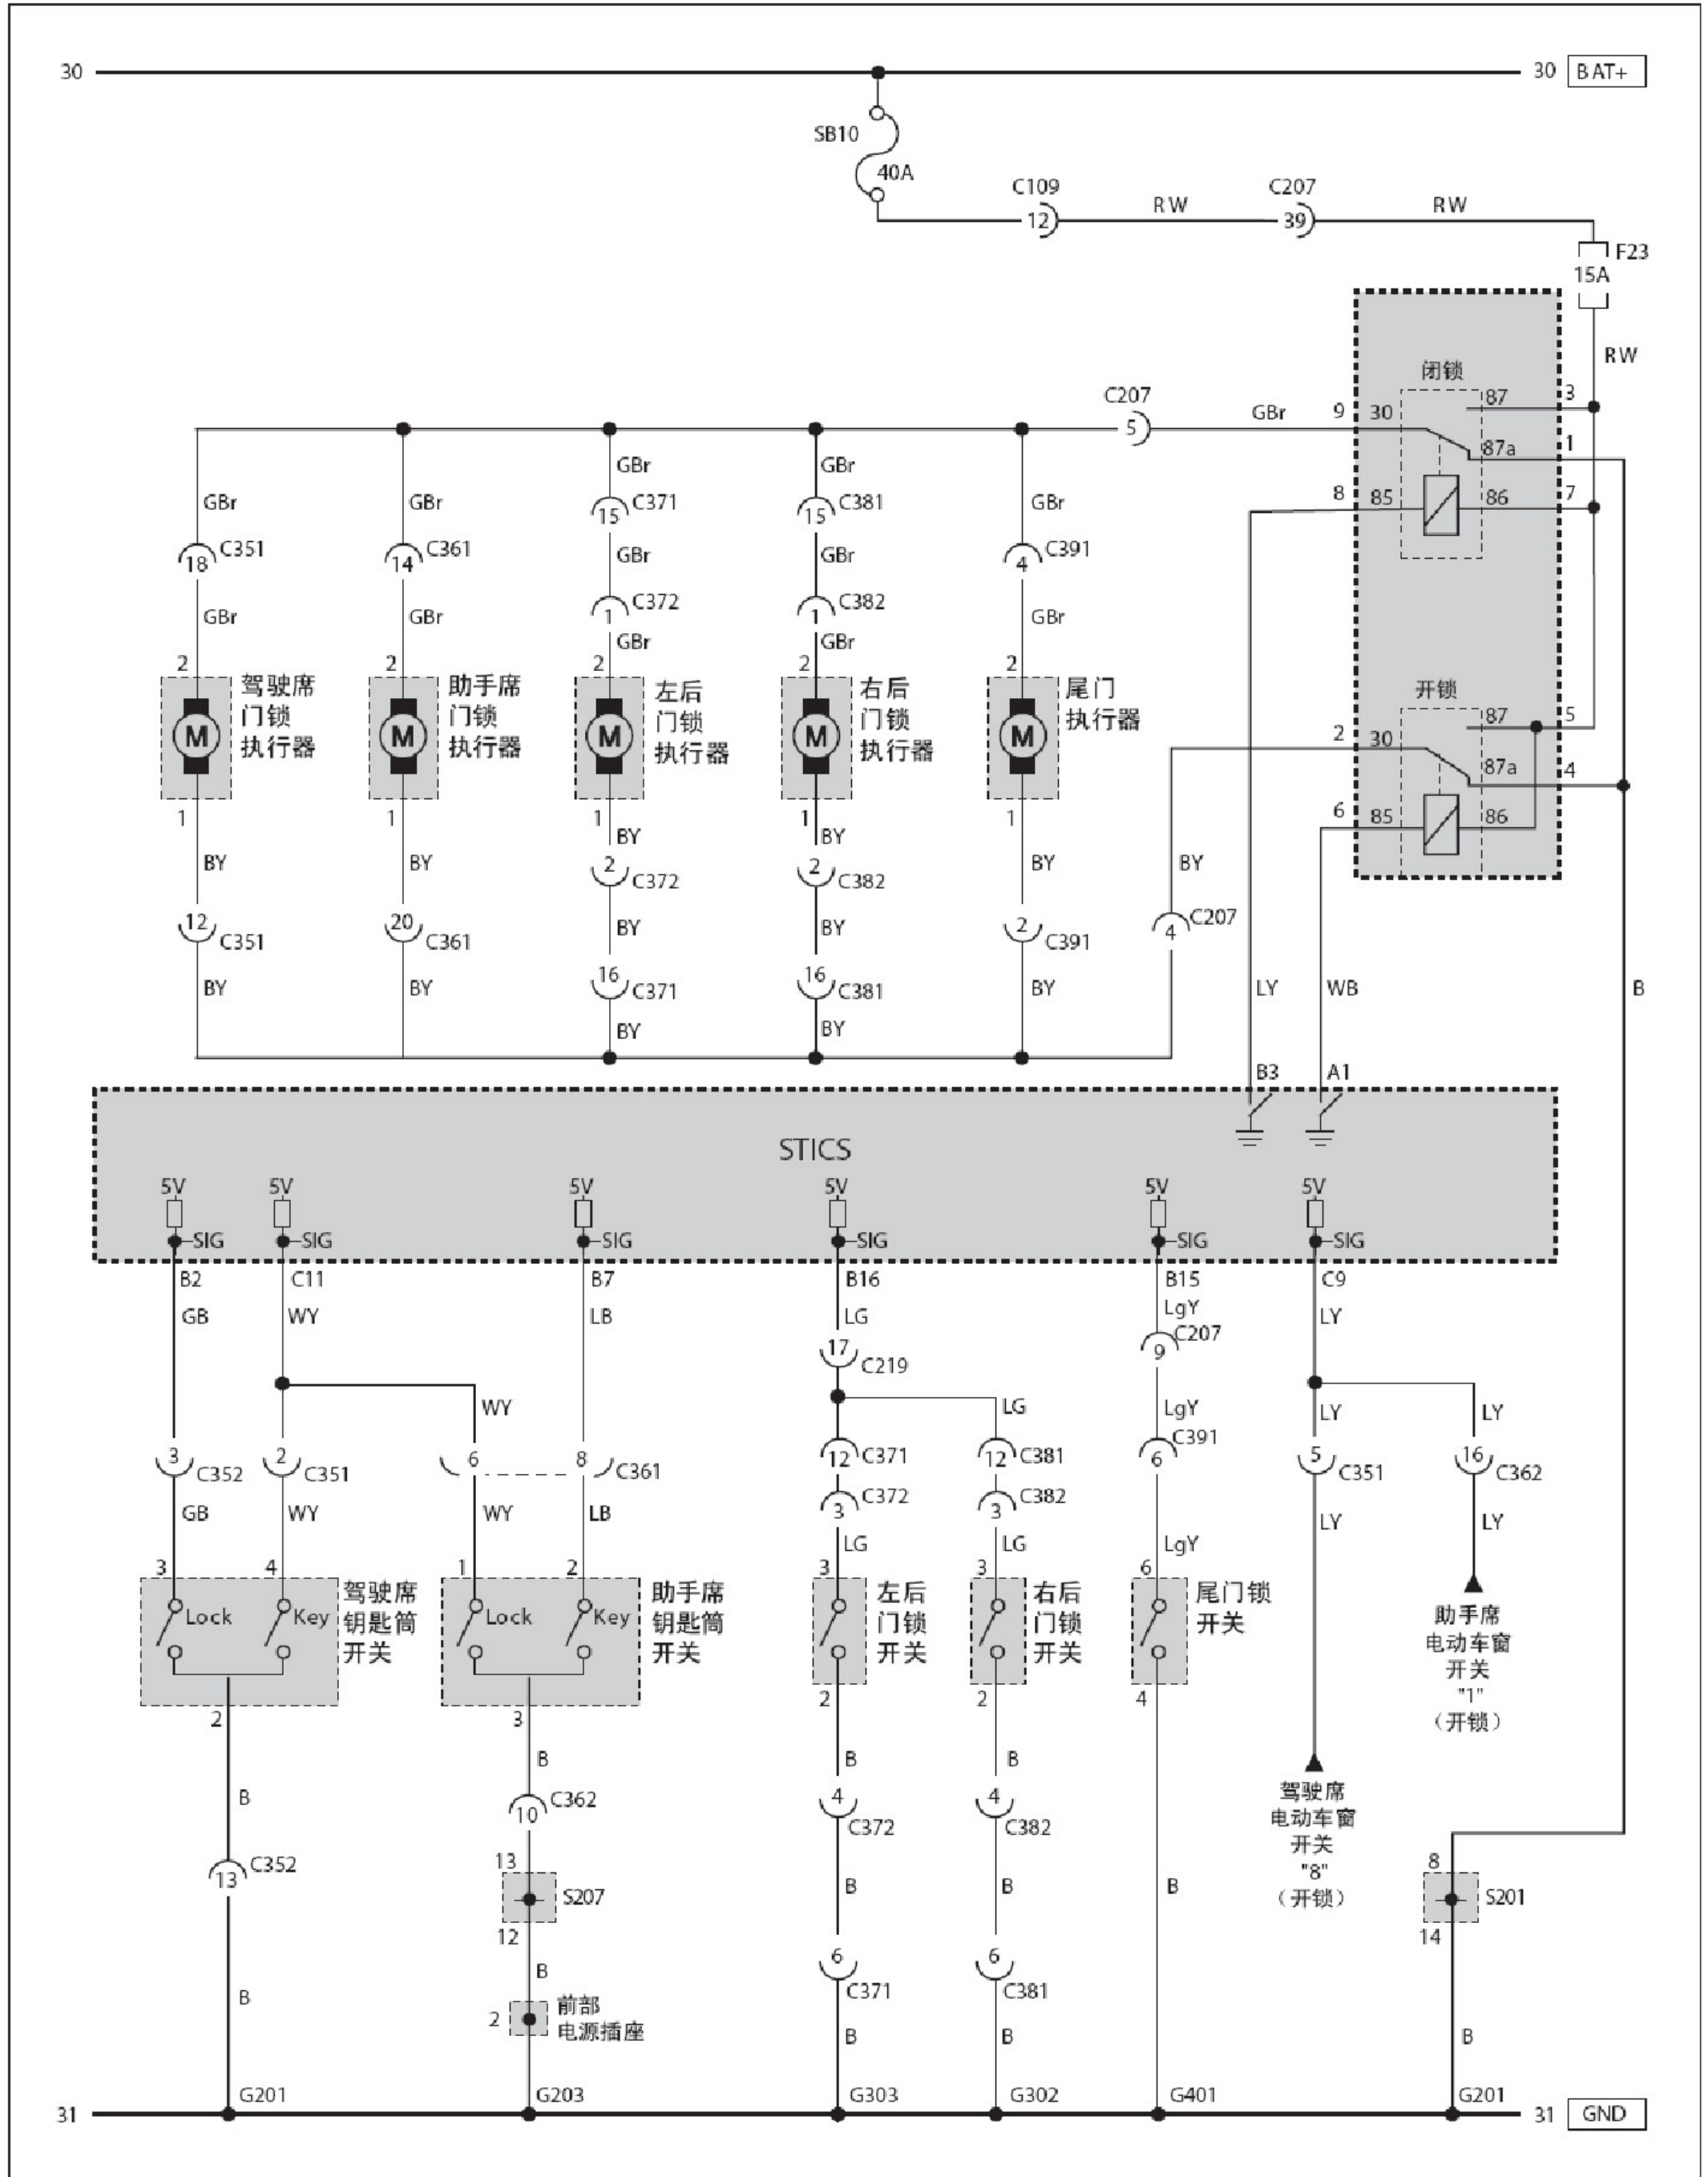 30
30 BAT+
SB10
40A
C109
12
RW
C207
39
RW
F23
15A
RW
闭锁
C207
5
GBr
9 30
87 3
87a 1
8 85
86 7
GBr
GBr
GBr
GBr
GBr
C371
15
C381
15
GBr
GBr
C351
18
C361
14
C391
4
C372
1
C382
1
GBr
GBr
GBr
GBr
GBr
2
2
2
2
2
驾驶席
门锁
执行器
M
助手席
门锁
执行器
M
左后
门锁
执行器
M
右后
门锁
执行器
M
尾门
执行器
M
1
1
1
1
1
开锁
2 30
87 5
87a 4
6 85
86
BY
BY
BY
BY
BY
BY
2
C372
2
C382
12
C351
20
C361
BY
BY
2
C391
C207
4
16
C371
16
C381
BY
BY
BY
BY
BY
LY
WB
B
B3
A1
STICS
5V
5V
5V
5V
5V
5V
SIG
SIG
SIG
SIG
SIG
SIG
B2
C11
B7
B16
B15
C9
GB
WY
LB
LG
LgY
LY
17
C219
C207
9
WY
LG
LgY
LY
LY
3
C352
2
C351
6
8
C361
C371
12
C381
12
C391
6
5
C351
16
C362
C372
3
C382
3
GB
WY
WY
LB
LG
LG
LgY
LY
LY
3
4
1
2
3
3
6
Lock
Key
驾驶席
钥匙筒
开关
Lock
Key
助手席
钥匙筒
开关
左后
门锁
开关
右后
门锁
开关
尾门锁
开关
助手席
电动车窗
开关
"1"
（开锁）
2
3
2
2
4
B
B
B
B
C362
10
4
C372
4
C382
驾驶席
电动车窗
开关
"8"
（开锁）
C352
13
13
S207
12
B
B
B
8
S201
14
B
B
6
C371
6
C381
2
前部
电源插座
B
B
B
G201
G203
G303
G302
G401
G201
31
31 GND